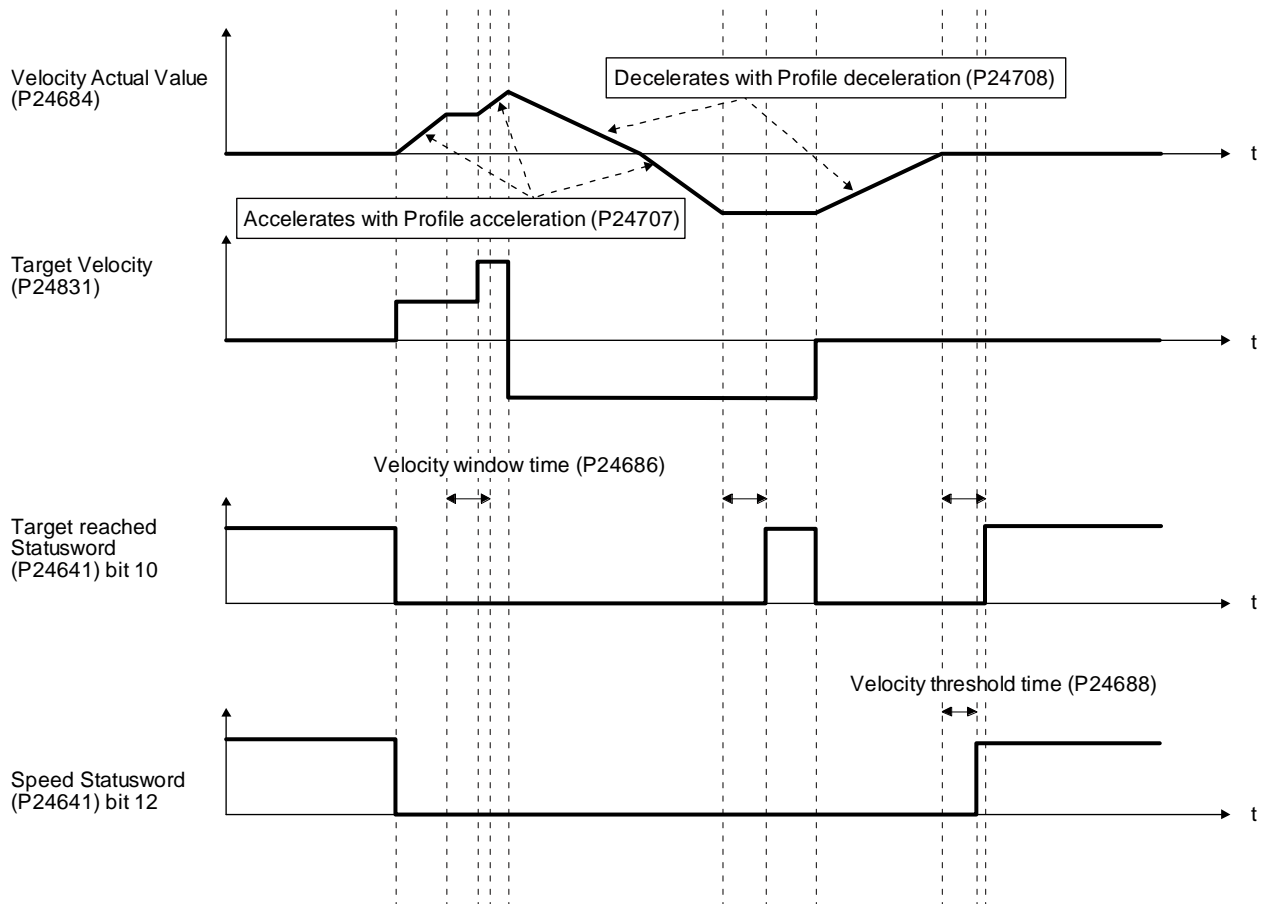 Velocity Actual Value
(P24684)
Decelerates with Profile deceleration (P24708)
t
Accelerates with Profile acceleration (P24707)
Target Velocity
(P24831)
t
Velocity window time (P24686)
Target reached
Statusword
(P24641) bit 10
t
Velocity threshold time (P24688)
Speed Statusword
(P24641) bit 12
t